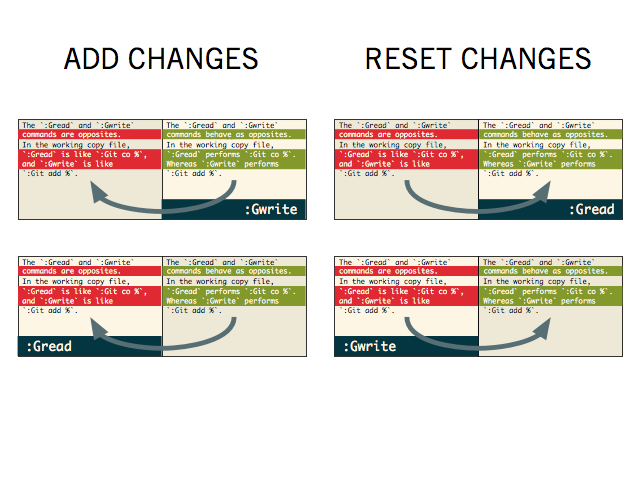 ADD CHANGES
The `:Gread` and `:Gwrite`
commands are opposites.
In the working copy file,
`:Gread` is like `:Git co %`,
and `:Gwrite` is like
`:Git add %`.
The `:Gread` and `:Gwrite`
commands behave as opposites.
In the working copy file,
`:Gread` performs `:Git co %`.
Whereas `:Gwrite` performs
`:Git add %`.
:Gwrite
The `:Gread` and `:Gwrite`
commands are opposites.
In the working copy file,
`:Gread` is like `:Git co %`,
and `:Gwrite` is like
`:Git add %`.
:Gread
The `:Gread` and `:Gwrite`
commands behave as opposites.
In the working copy file,
`:Gread` performs `:Git co %`.
Whereas `:Gwrite` performs
`:Git add %`.
RESET CHANGES
The `:Gread` and `:Gwrite`
commands are opposites.
In the working copy file,
`:Gread` is like `:Git co %`,
and `:Gwrite` is like
`:Git add %`.
The `:Gread` and `:Gwrite`
commands behave as opposites.
In the working copy file,
`:Gread` performs `:Git co %`.
Whereas `:Gwrite` performs
`:Git add %`.
:Gread
The `:Gread` and `:Gwrite`
commands are opposites.
In the working copy file,
`:Gread` is like `:Git co %`,
and `:Gwrite` is like
`:Git add %`.
:Gwrite
The `:Gread` and `:Gwrite`
commands behave as opposites.
In the working copy file,
`:Gread` performs `:Git co %`.
Whereas `:Gwrite` performs
`:Git add %`.